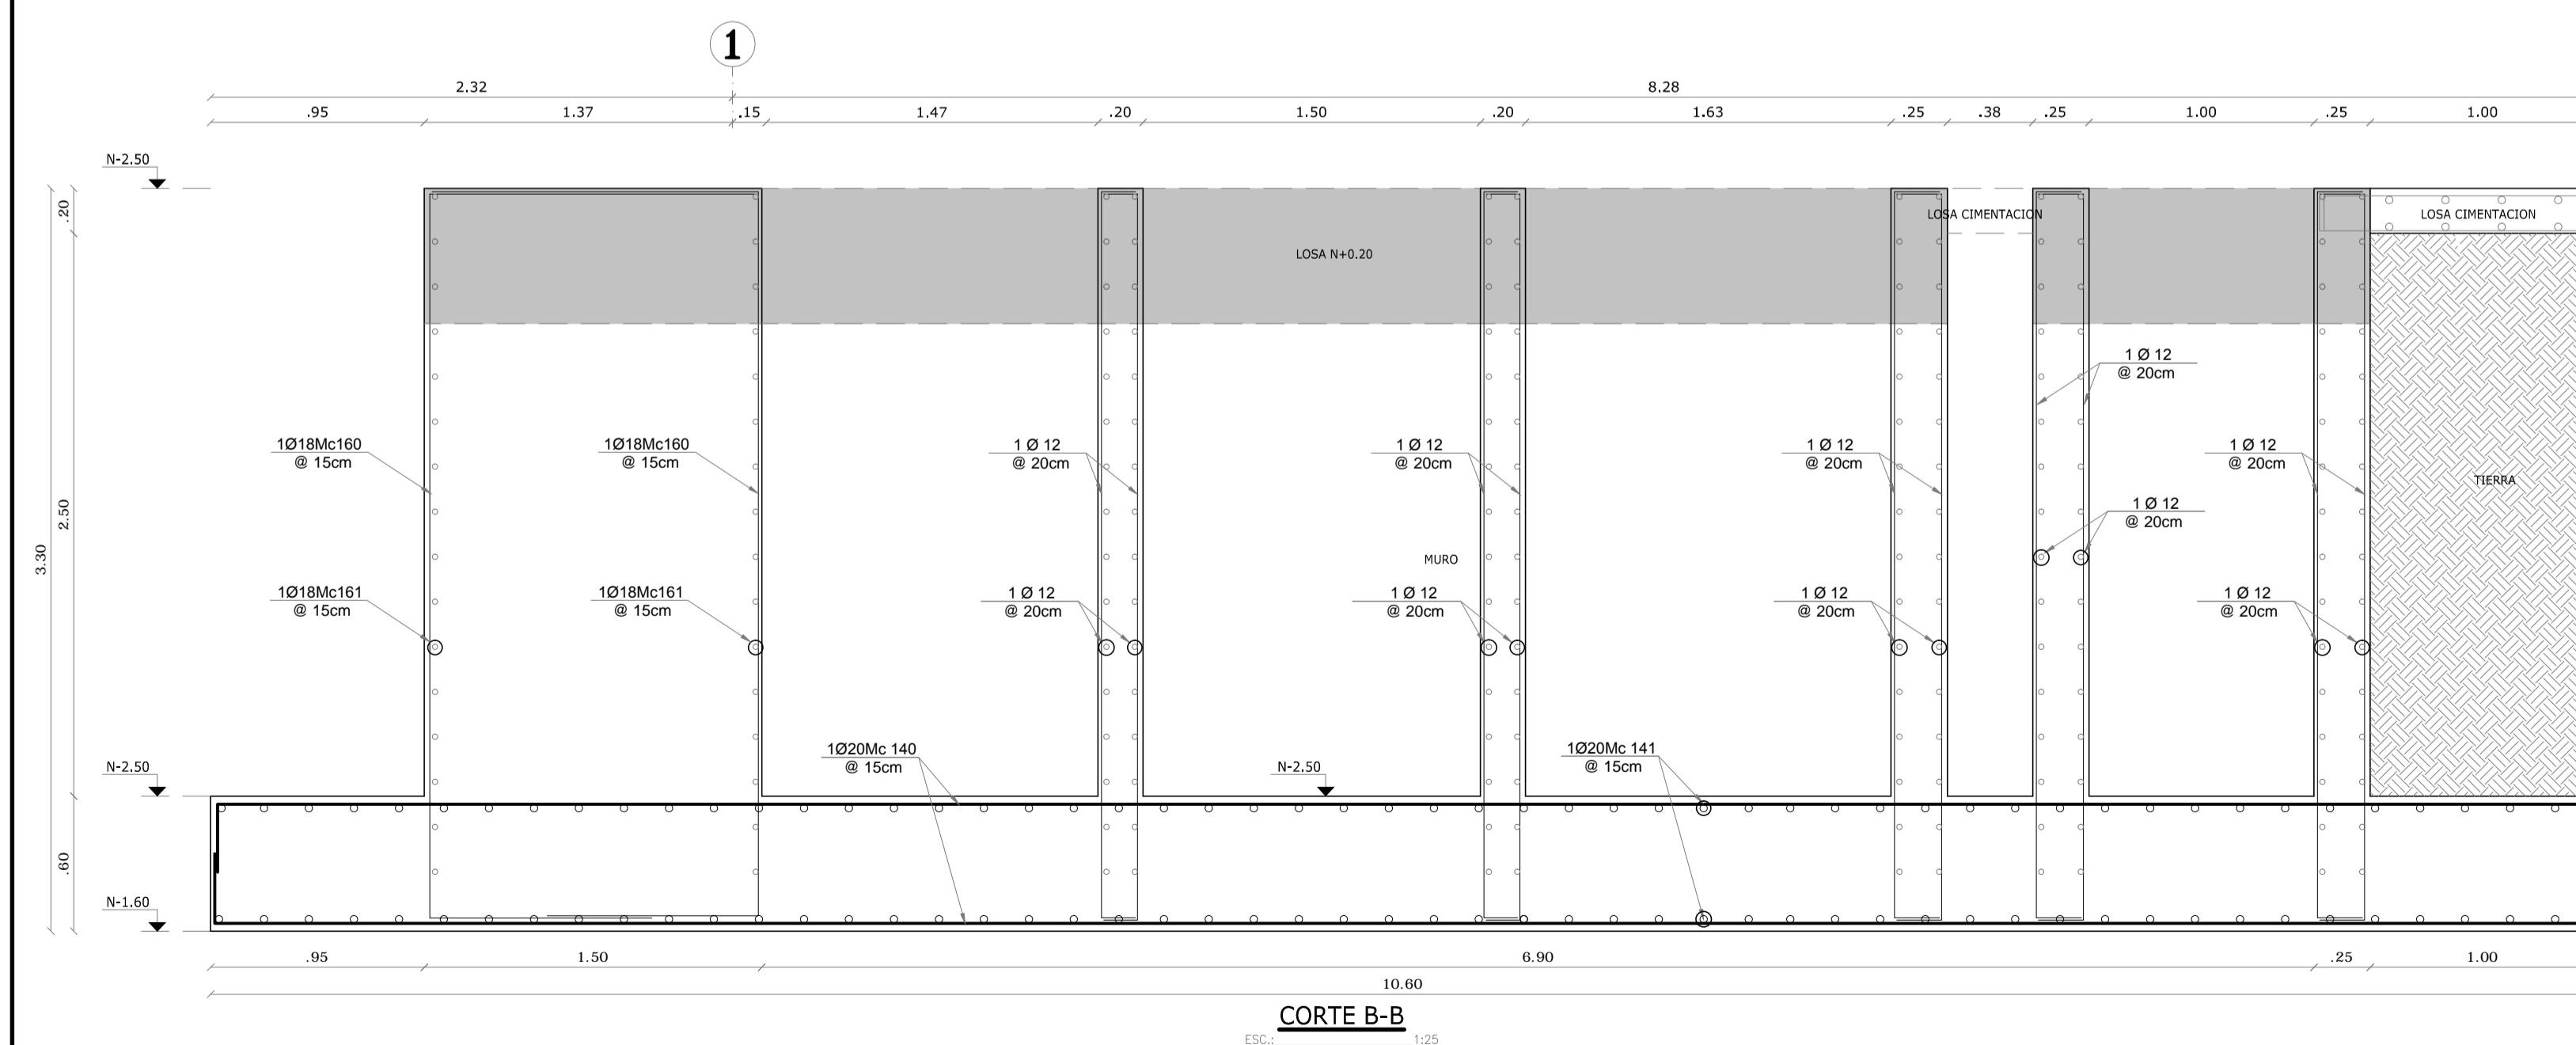 1
2.32 8.28
.95 1.37 .15 1.47 .20 1.50 .20 1.63 .25 .38 .25 1.00 .25 1.00
N-2.50
.20
LOSA CIMENTACION LOSA CIMENTACION
LOSA N+0.20
1 Ø 12
@ 20cm
1Ø18Mc160
@ 15cm
1Ø18Mc160
@ 15cm
1 Ø 12
@ 20cm
1 Ø 12
@ 20cm
1 Ø 12
@ 20cm
1 Ø 12
@ 20cm
TIERRA
2.50
3.30
1 Ø 12
@ 20cm
MURO
1Ø18Mc161
@ 15cm
1Ø18Mc161
@ 15cm
1 Ø 12
@ 20cm
1 Ø 12
@ 20cm
1 Ø 12
@ 20cm
1 Ø 12
@ 20cm
1Ø20Mc 140
@ 15cm
1Ø20Mc 141
@ 15cm
N-2.50
N-2.50
.60
N-1.60
.95 1.50 6.90 .25 1.00
10.60
CORTE B-B
ESC.: 1:25